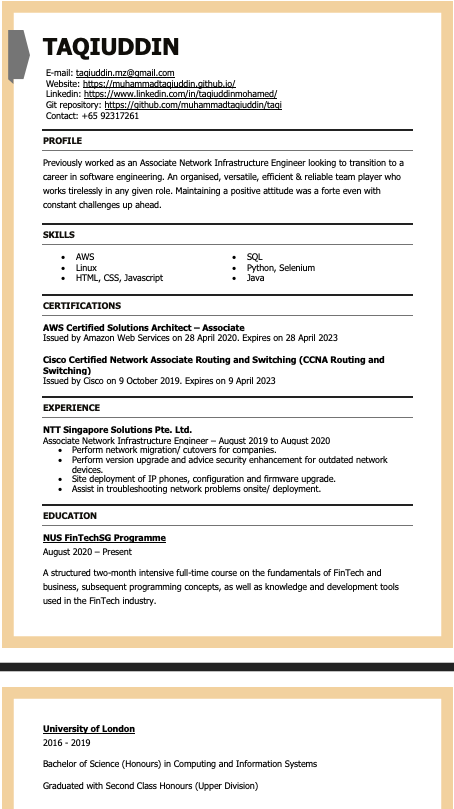 TAQIUDDIN
E-mail: taqiuddin.mz@gmail.com
Website: https://muhammadtaqiuddin.github.io/
Linkedin: https://www.linkedin.com/in/taqiuddinmohamed/
Git repository: https://github.com/muhammadtaqiuddin/taqi
Contact: +65 92317261
PROFILE
Previously worked as an Associate Network Infrastructure Engineer looking to transition to a
career in software engineering. An organised, versatile, efficient & reliable team player who
works tirelessly in any given role. Maintaining a positive attitude was a forte even with
constant challenges up ahead.
SKILLS
• AWS
• Linux
• HTML, CSS, Javascript
• SQL
• Python, Selenium
• Java
CERTIFICATIONS
AWS Certified Solutions Architect – Associate
Issued by Amazon Web Services on 28 April 2020. Expires on 28 April 2023
Cisco Certified Network Associate Routing and Switching (CCNA Routing and
Switching)
Issued by Cisco on 9 October 2019. Expires on 9 April 2023
EXPERIENCE
NTT Singapore Solutions Pte. Ltd.
Associate Network Infrastructure Engineer – August 2019 to August 2020
• Perform network migration/ cutovers for companies.
• Perform version upgrade and advice security enhancement for outdated network
devices.
• Site deployment of IP phones, configuration and firmware upgrade.
• Assist in troubleshooting network problems onsite/ deployment.
EDUCATION
NUS FinTechSG Programme
August 2020 – Present
A structured two-month intensive full-time course on the fundamentals of FinTech and
business, subsequent programming concepts, as well as knowledge and development tools
used in the FinTech industry.
University of London
2016 - 2019
Bachelor of Science (Honours) in Computing and Information Systems
Graduated with Second Class Honours (Upper Division)